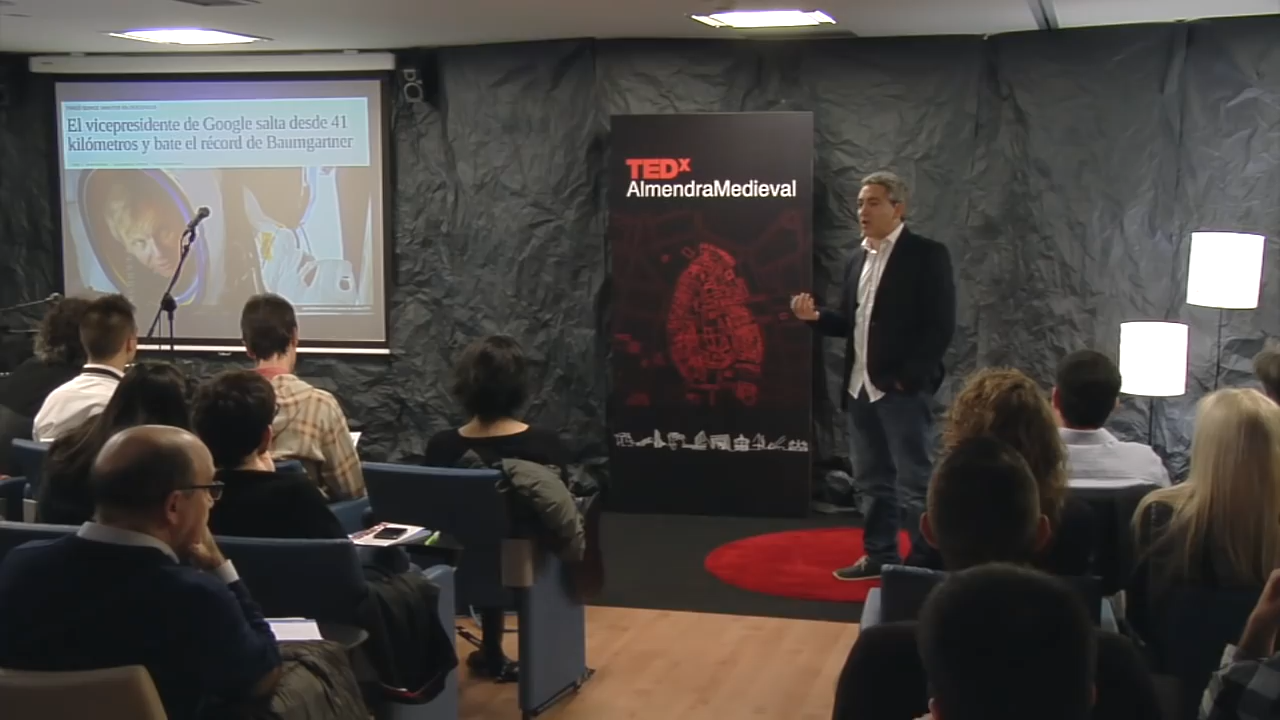 El vicepresidente de Google salta desde 41
kilómetros y bate el récord de Baumgartner
TEDx
AlmendraMedieval